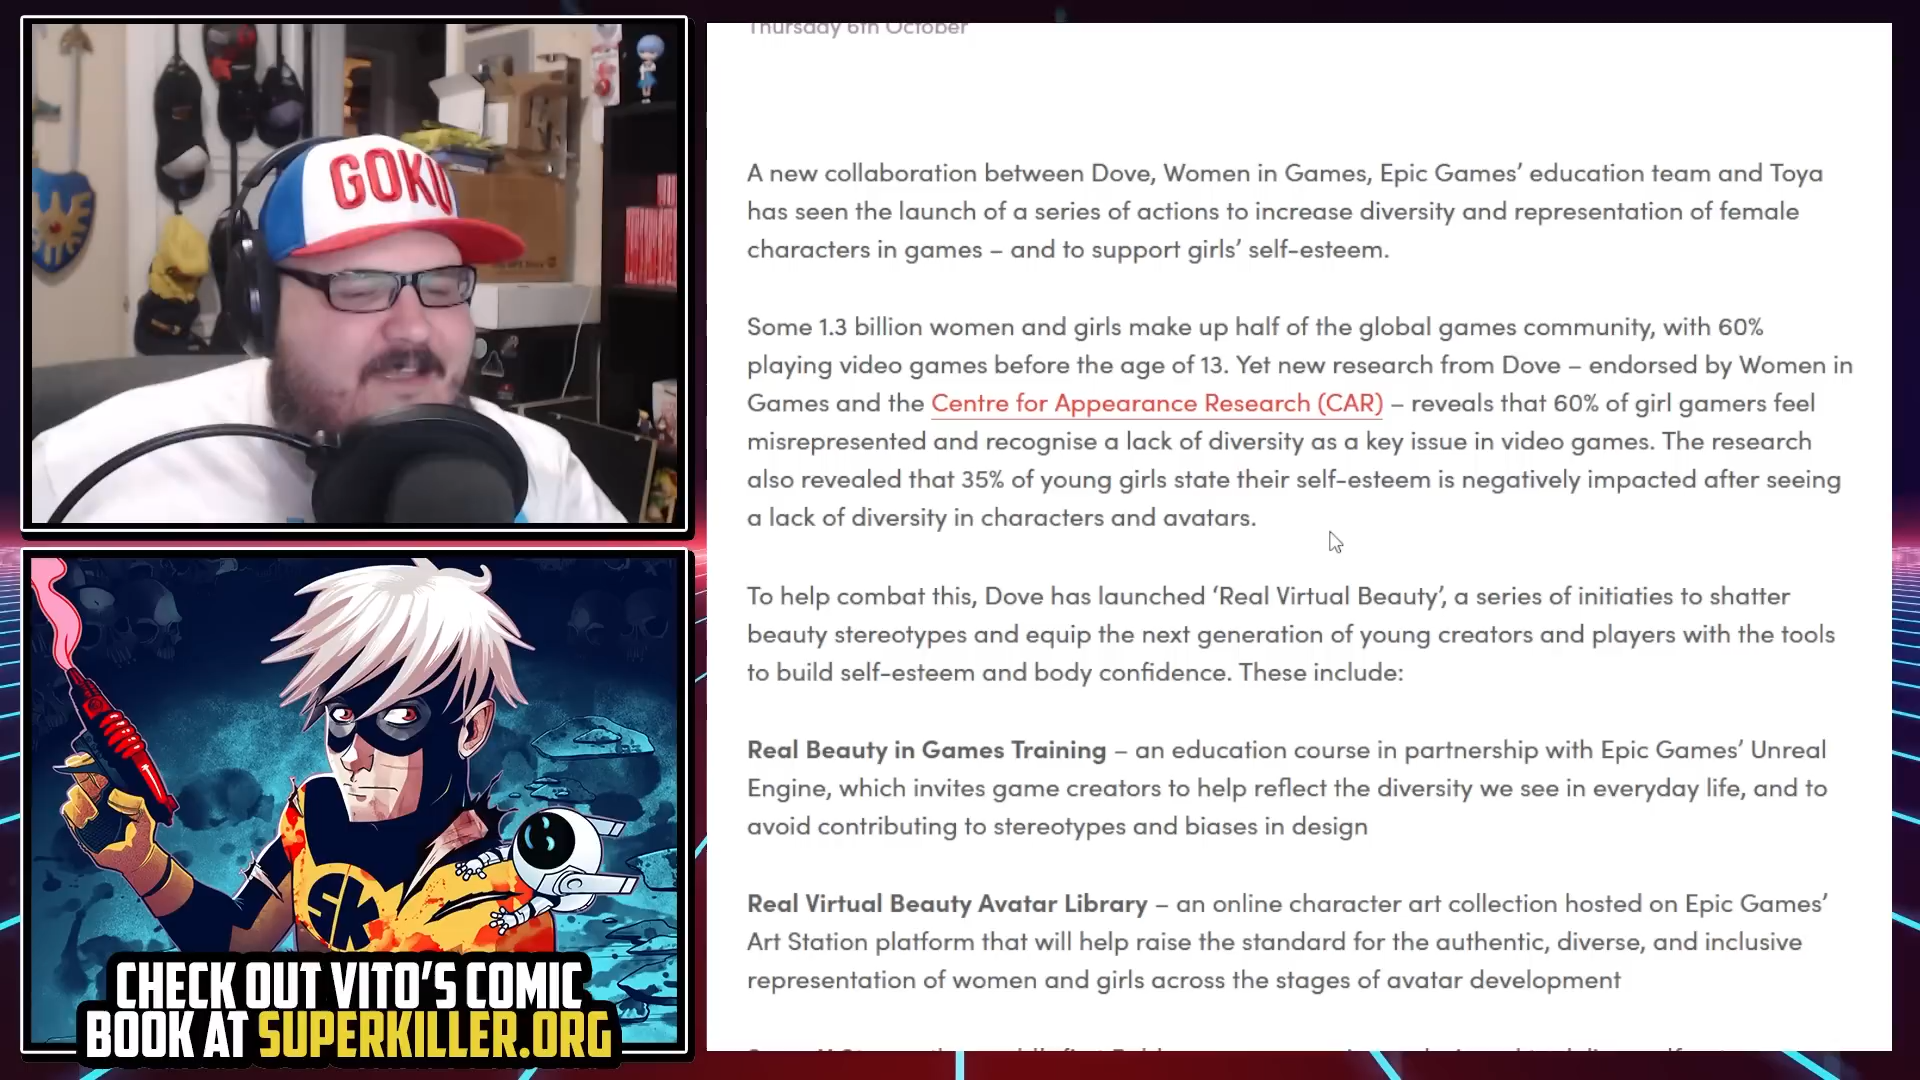 Thursday 6th October
GOKU
A new collaboration between Dove, Women in Games, Epic Games’ education team and Toya
has seen the launch of a series of actions to increase diversity and representation of female
characters in games – and to support girls’ self-esteem.
Some 1.3 billion women and girls make up half of the global games community, with 60%
playing video games before the age of 13. Yet new research from Dove – endorsed by Women in
Games and the Centre for Appearance Research (CAR) – reveals that 60% of girl gamers feel
misrepresented and recognise a lack of diversity as a key issue in video games. The research
also revealed that 35% of young girls state their self-esteem is negatively impacted after seeing
a lack of diversity in characters and avatars.
To help combat this, Dove has launched ‘Real Virtual Beauty’, a series of initiaties to shatter
beauty stereotypes and equip the next generation of young creators and players with the tools
to build self-esteem and body confidence. These include:
Real Beauty in Games Training – an education course in partnership with Epic Games’ Unreal
Engine, which invites game creators to help reflect the diversity we see in everyday life, and to
avoid contributing to stereotypes and biases in design
Real Virtual Beauty Avatar Library – an online character art collection hosted on Epic Games’
Art Station platform that will help raise the standard for the authentic, diverse, and inclusive
representation of women and girls across the stages of avatar development
SK
CHECK OUT VITO’S COMIC
BOOK AT SUPERKILLER.ORG